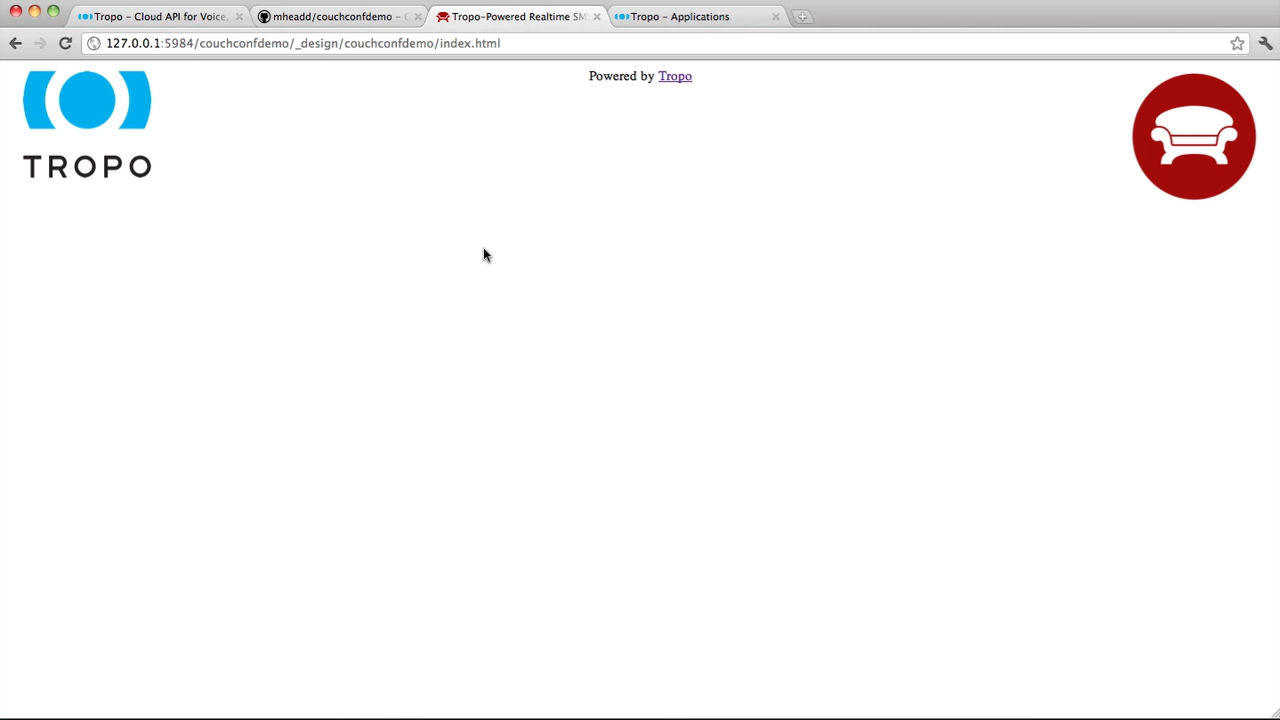 Tropo – Cloud API for Voice,
mheadd/couchconfdemo –
Tropo-Powered Realtime SM
Tropo – Applications
127.0.0.1:5984/couchconfdemo/_design/couchconfdemo/index.html
Powered by Tropo
TROPO